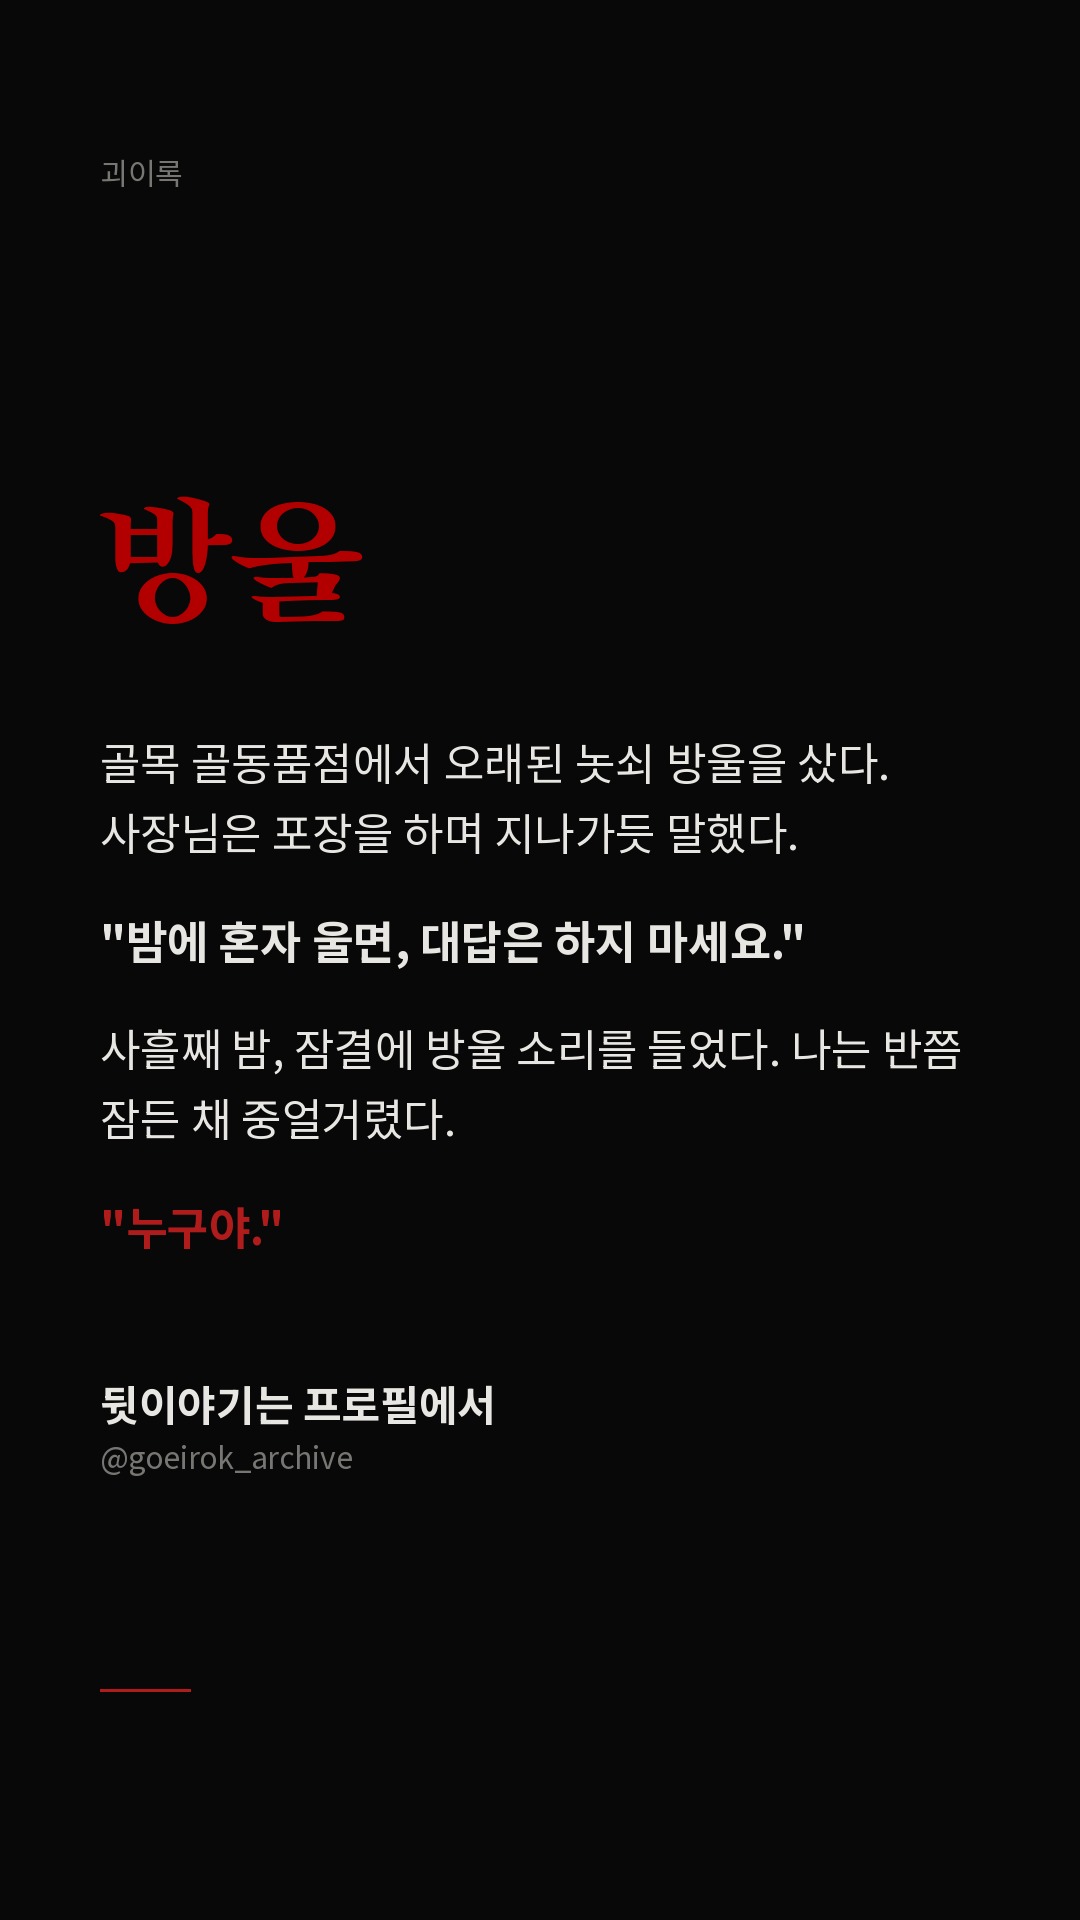 괴이록
방울
골목 골동품점에서 오래된 놋쇠 방울을 샀다.
사장님은 포장을 하며 지나가듯 말했다.
"밤에 혼자 울면, 대답은 하지 마세요."
사흘째 밤, 잠결에 방울 소리를 들었다. 나는 반쯤
잠든 채 중얼거렸다.
"누구야."
뒷이야기는 프로필에서
@goeirok_archive